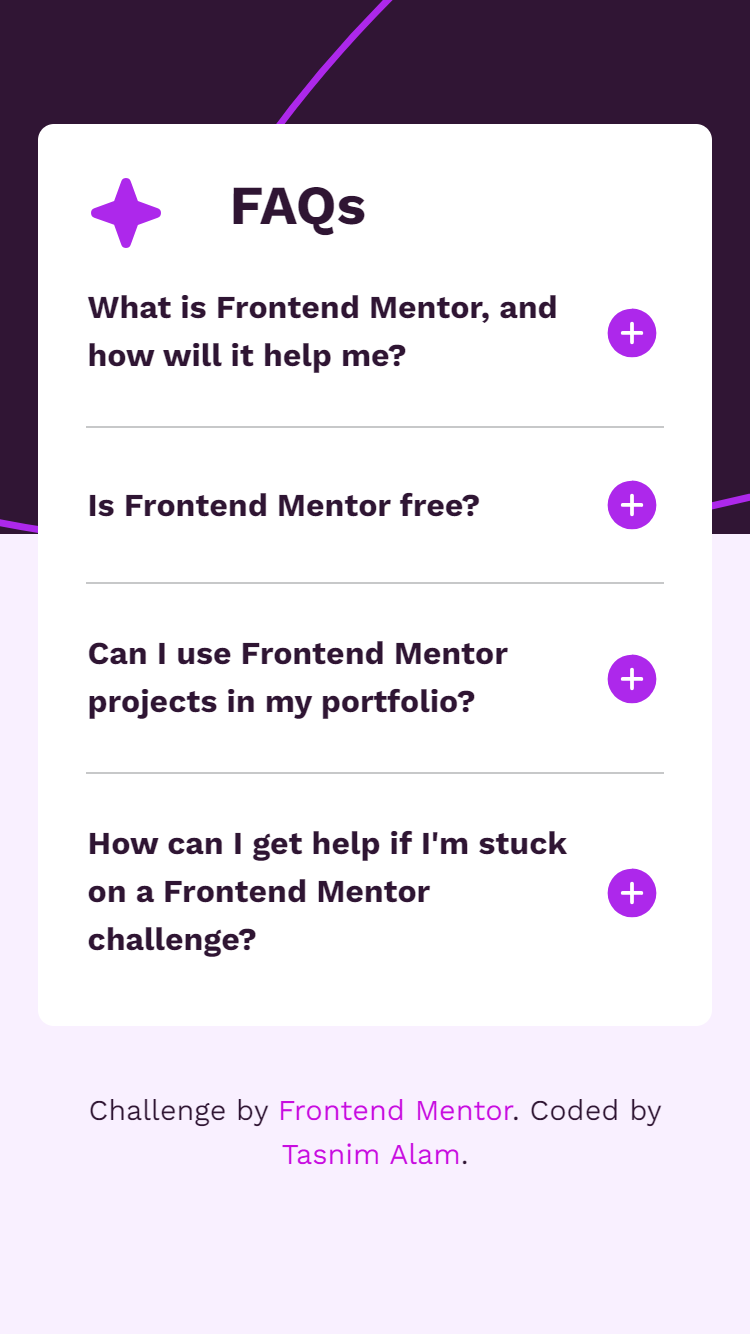 FAQs
What is Frontend Mentor, and
how will it help me?
Is Frontend Mentor free?
Can I use Frontend Mentor
projects in my portfolio?
How can I get help if I'm stuck
on a Frontend Mentor
challenge?
Challenge by Frontend Mentor. Coded by
Tasnim Alam.